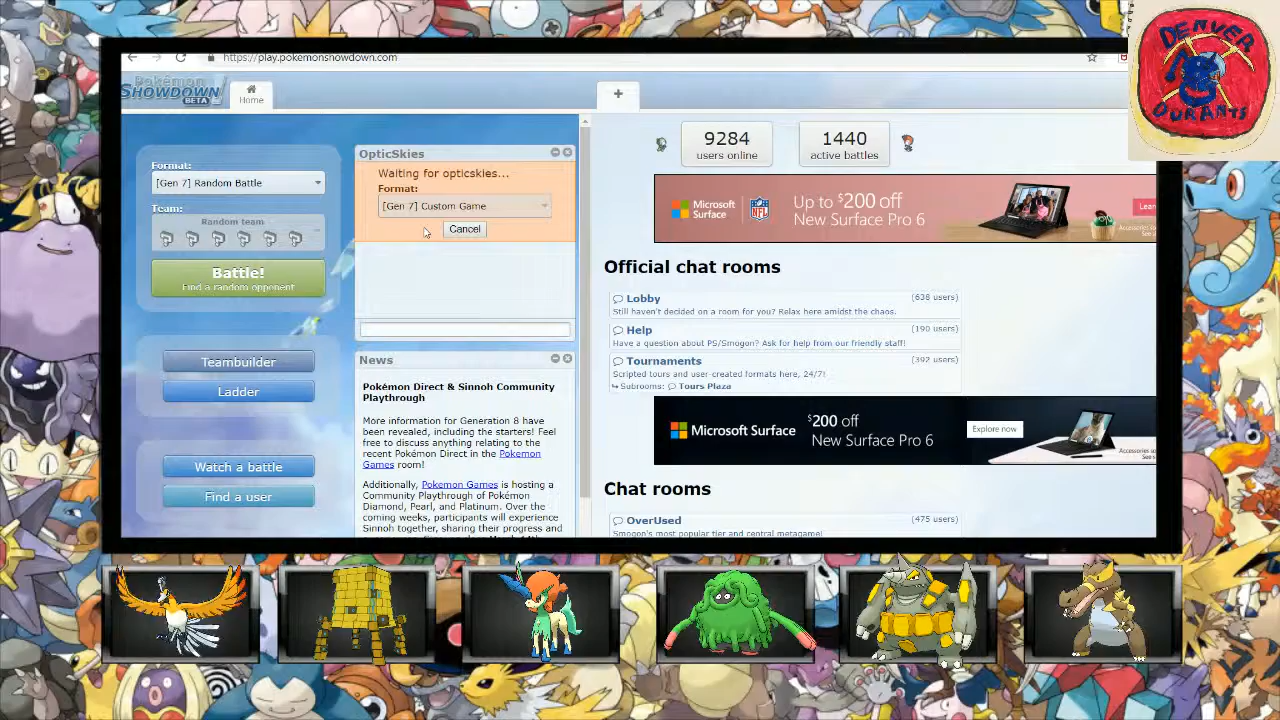 https://play.pokemonshowdown.com
DENVER
DURANTS
Pokémon
SHOWDOWN
BETA
Home
+
Format:
[Gen 7] Random Battle
Team:
Random team
Battle!
Find a random opponent
Teambuilder
Ladder
Watch a battle
Find a user
OpticSkies
Waiting for opticskies...
Format:
[Gen 7] Custom Game
Cancel
News
Pokémon Direct & Sinnoh Community
Playthrough
More information for Generation 8 have
been revealed, including the starters! Feel
free to discuss anything relating to the
recent Pokémon Direct in the Pokemon
Games room!
Additionally, Pokemon Games is hosting a
Community Playthrough of Pokémon
Diamond, Pearl, and Platinum. Over the
coming weeks, participants will experience
Sinnoh together, sharing their progress and
9284
users online
1440
active battles
Microsoft
Surface
NFL
Up to $200 off
New Surface Pro 6
Official chat rooms
Lobby (638 users)
Still haven't decided on a room for you? Relax here amidst the chaos.
Help (190 users)
Have a question about PS/Smogon? Ask for help from our friendly staff!
Tournaments (392 users)
Scripted tours and user-created formats here, 24/7!
↳ Subrooms: Tours Plaza
Microsoft Surface
$200 off
New Surface Pro 6
Explore now
Chat rooms
OverUsed (475 users)
Smogon's most popular tier and central metagame!